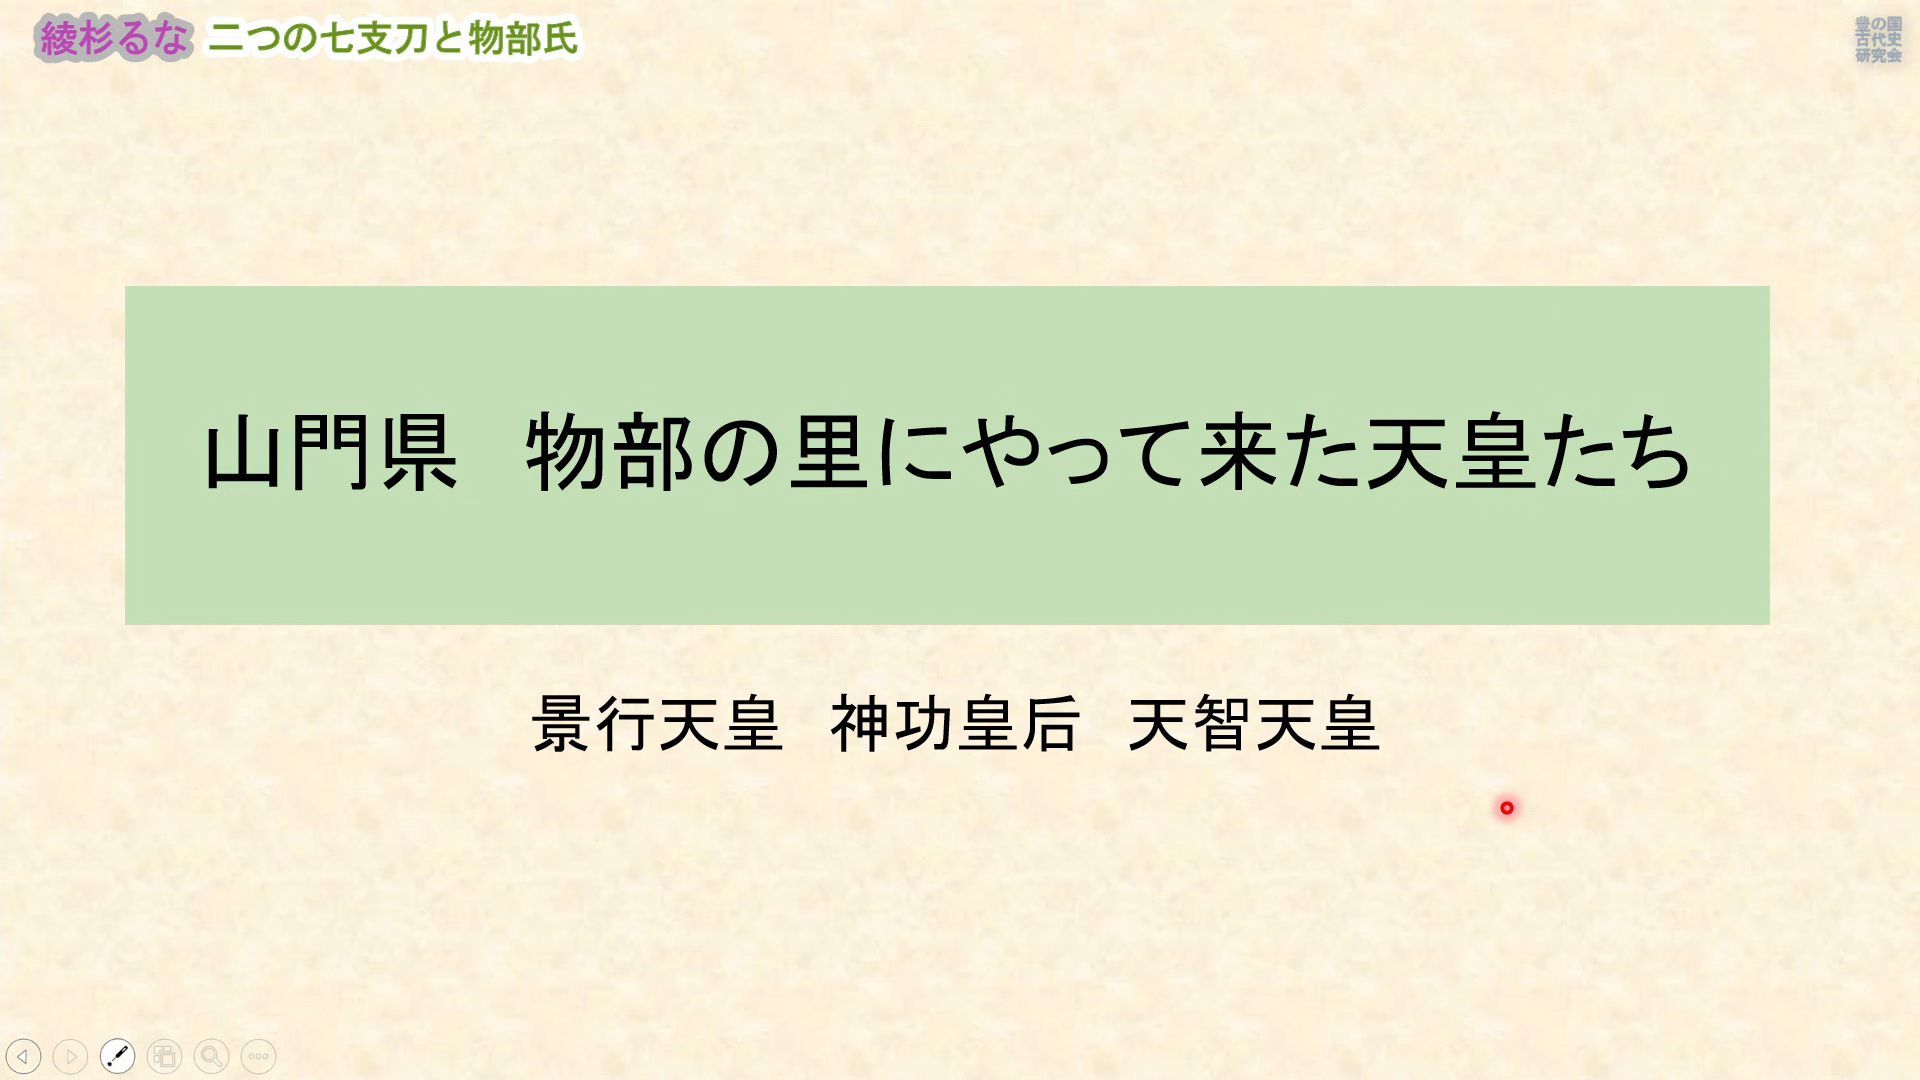 綾杉るな 二つの七支刀と物部氏
豊の国
古代史
研究会
山門県　物部の里にやって来た天皇たち
景行天皇　神功皇后　天智天皇